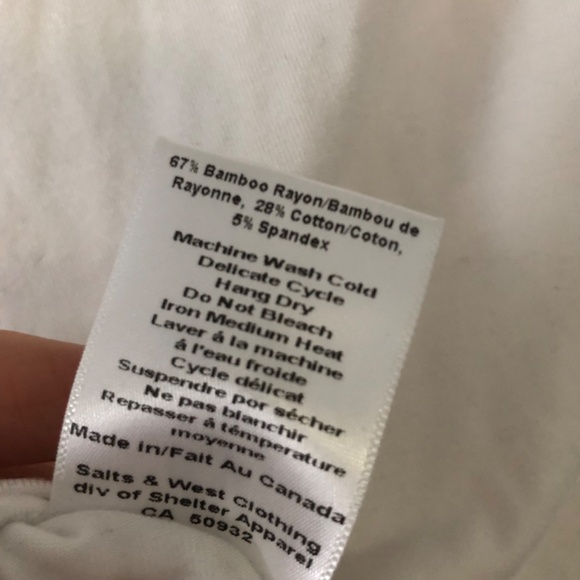 67% Bamboo Rayon/Bambou de
Rayonne, 28% Cotton/Coton,
5% Spandex
Machine Wash Cold
Delicate Cycle
Hang Dry
Do Not Bleach
Iron Medium Heat
Laver á la machine
á l'eau froide
Cycle délicat
Suspendre por sécher
Ne pas blanchir
Repasser á témperature
moyenne
Made in/Fait Au Canada
Salts & West Clothing
div of Shelter Apparel
CA 50932